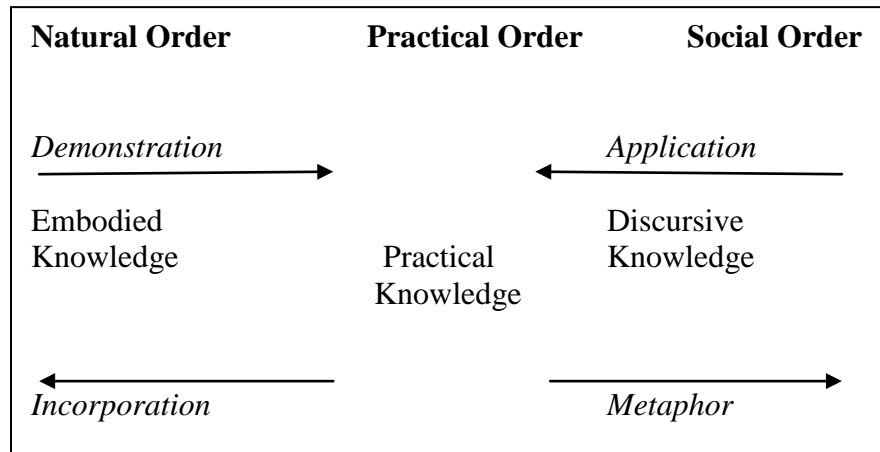 Natural Order Practical Order Social Order
Demonstration Application
Embodied Discursive
Knowledge Practical Knowledge
Knowledge
Incorporation Metaphor